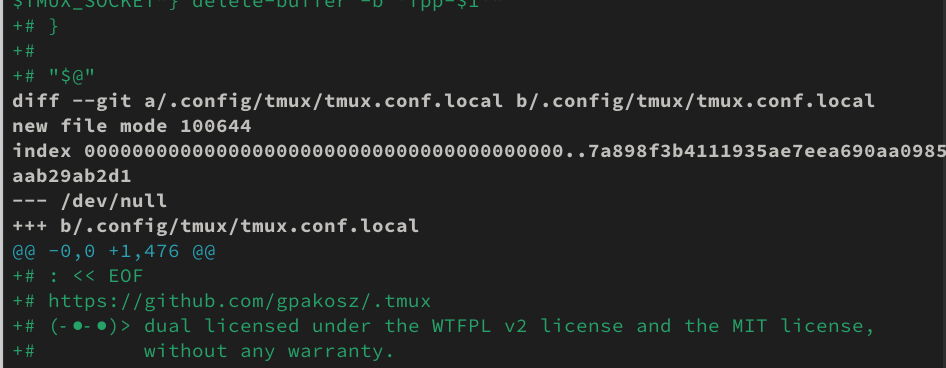 $TMUX_SOCKET"} delete-buffer -b "fpp-$1"
+# }
+#
+# "$@"
diff --git a/.config/tmux/tmux.conf.local b/.config/tmux/tmux.conf.local
new file mode 100644
index 0000000000000000000000000000000000000000..7a898f3b4111935ae7eea690aa0985
aab29ab2d1
--- /dev/null
+++ b/.config/tmux/tmux.conf.local
@@ -0,0 +1,476 @@
+# : << EOF
+# https://github.com/gpakosz/.tmux
+# (‑●‑●)> dual licensed under the WTFPL v2 license and the MIT license,
+#         without any warranty.